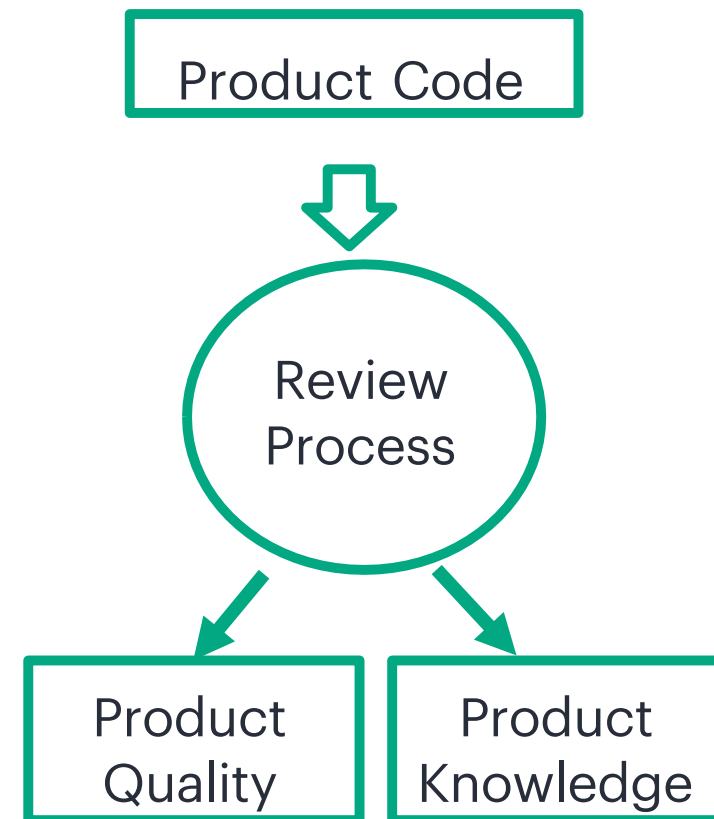 Product Code
Review
Process
Product
Quality
Product
Knowledge